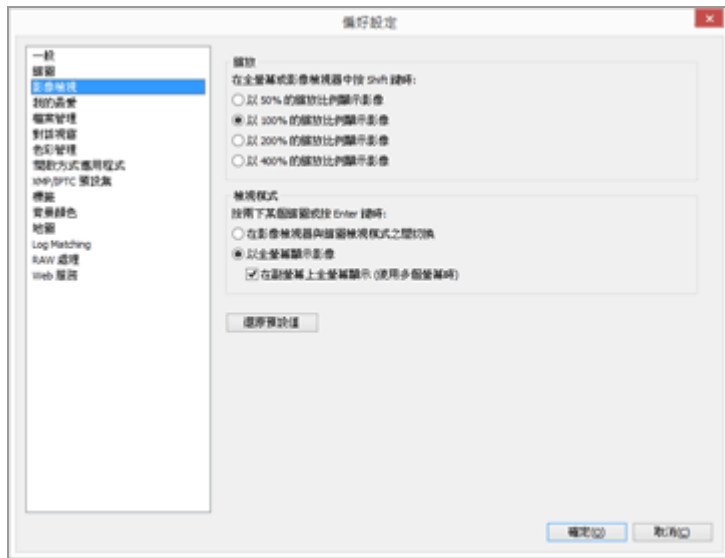 偏好設定
一般
縮圖
影像檢視
我的最愛
檔案管理
對話視窗
色彩管理
開啟方式應用程式
XMP/IPTC 預設集
標籤
背景顏色
地圖
Log Matching
RAW 處理
Web 服務
縮放
在全螢幕或影像檢視器中按 Shift 鍵時:
以 50% 的縮放比例顯示影像
以 100% 的縮放比例顯示影像
以 200% 的縮放比例顯示影像
以 400% 的縮放比例顯示影像
檢視模式
按兩下某個縮圖或按 Enter 鍵時:
在影像檢視器與縮圖檢視模式之間切換
以全螢幕顯示影像
在副螢幕上全螢幕顯示 (使用多個螢幕時)
還原預設值
確定(O)
取消(C)